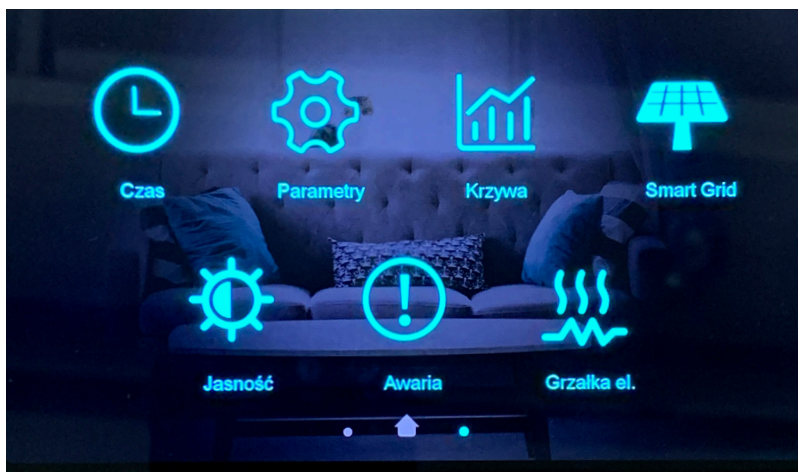 Czas
Parametry
Krzywa
Smart Grid
Jasność
Awaria
Grzałka el.